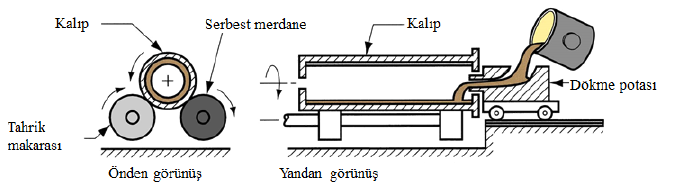 Kalıp
Serbest merdane
Kalıp
Dökme potası
Tahrik
makarası
Önden görünüş
Yandan görünüş